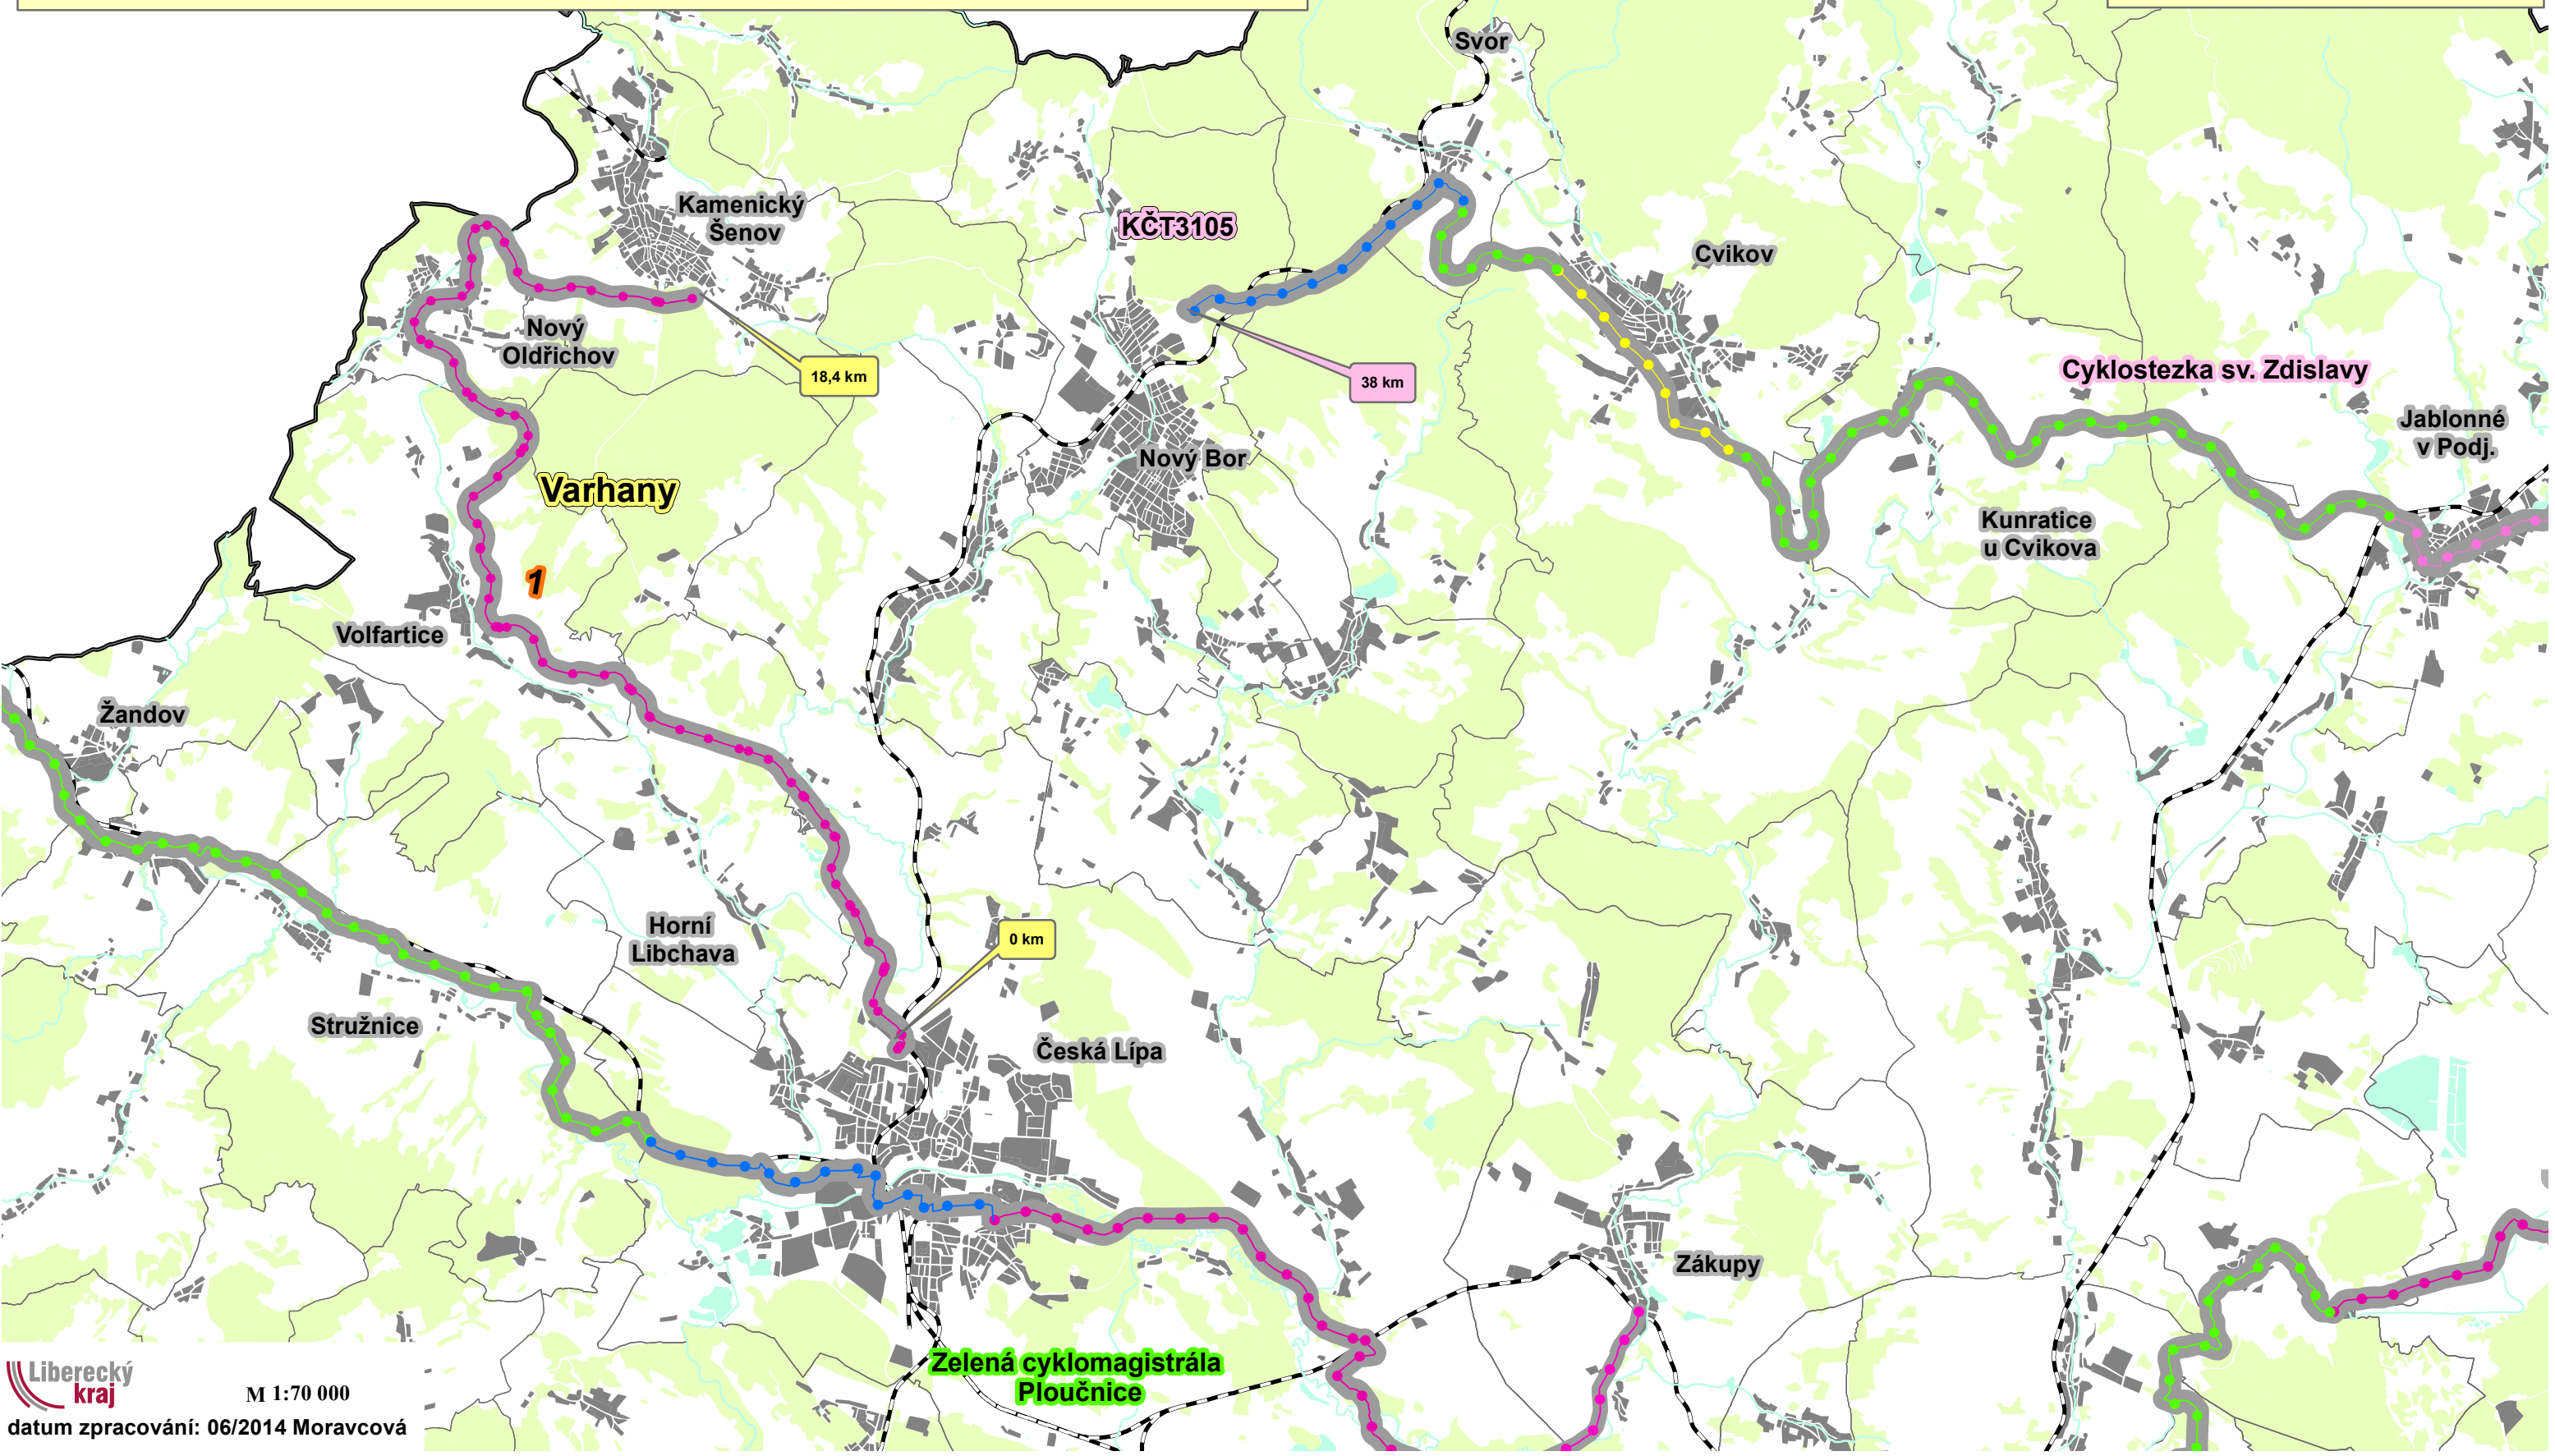 Svor
Kamenický
Šenov
KČT3105
Cvikov
Nový
Oldřichov
18,4 km
38 km
Cyklostezka sv. Zdislavy
Jablonné
v Podj.
Nový Bor
Varhany
Kunratice
u Cvikova
1
Volfartice
Žandov
Horní
Libchava
0 km
Stružnice
Česká Lípa
Zákupy
Zelená cyklomagistrála
Ploučnice
Liberecký
kraj
M 1:70 000
datum zpracování: 06/2014 Moravcová